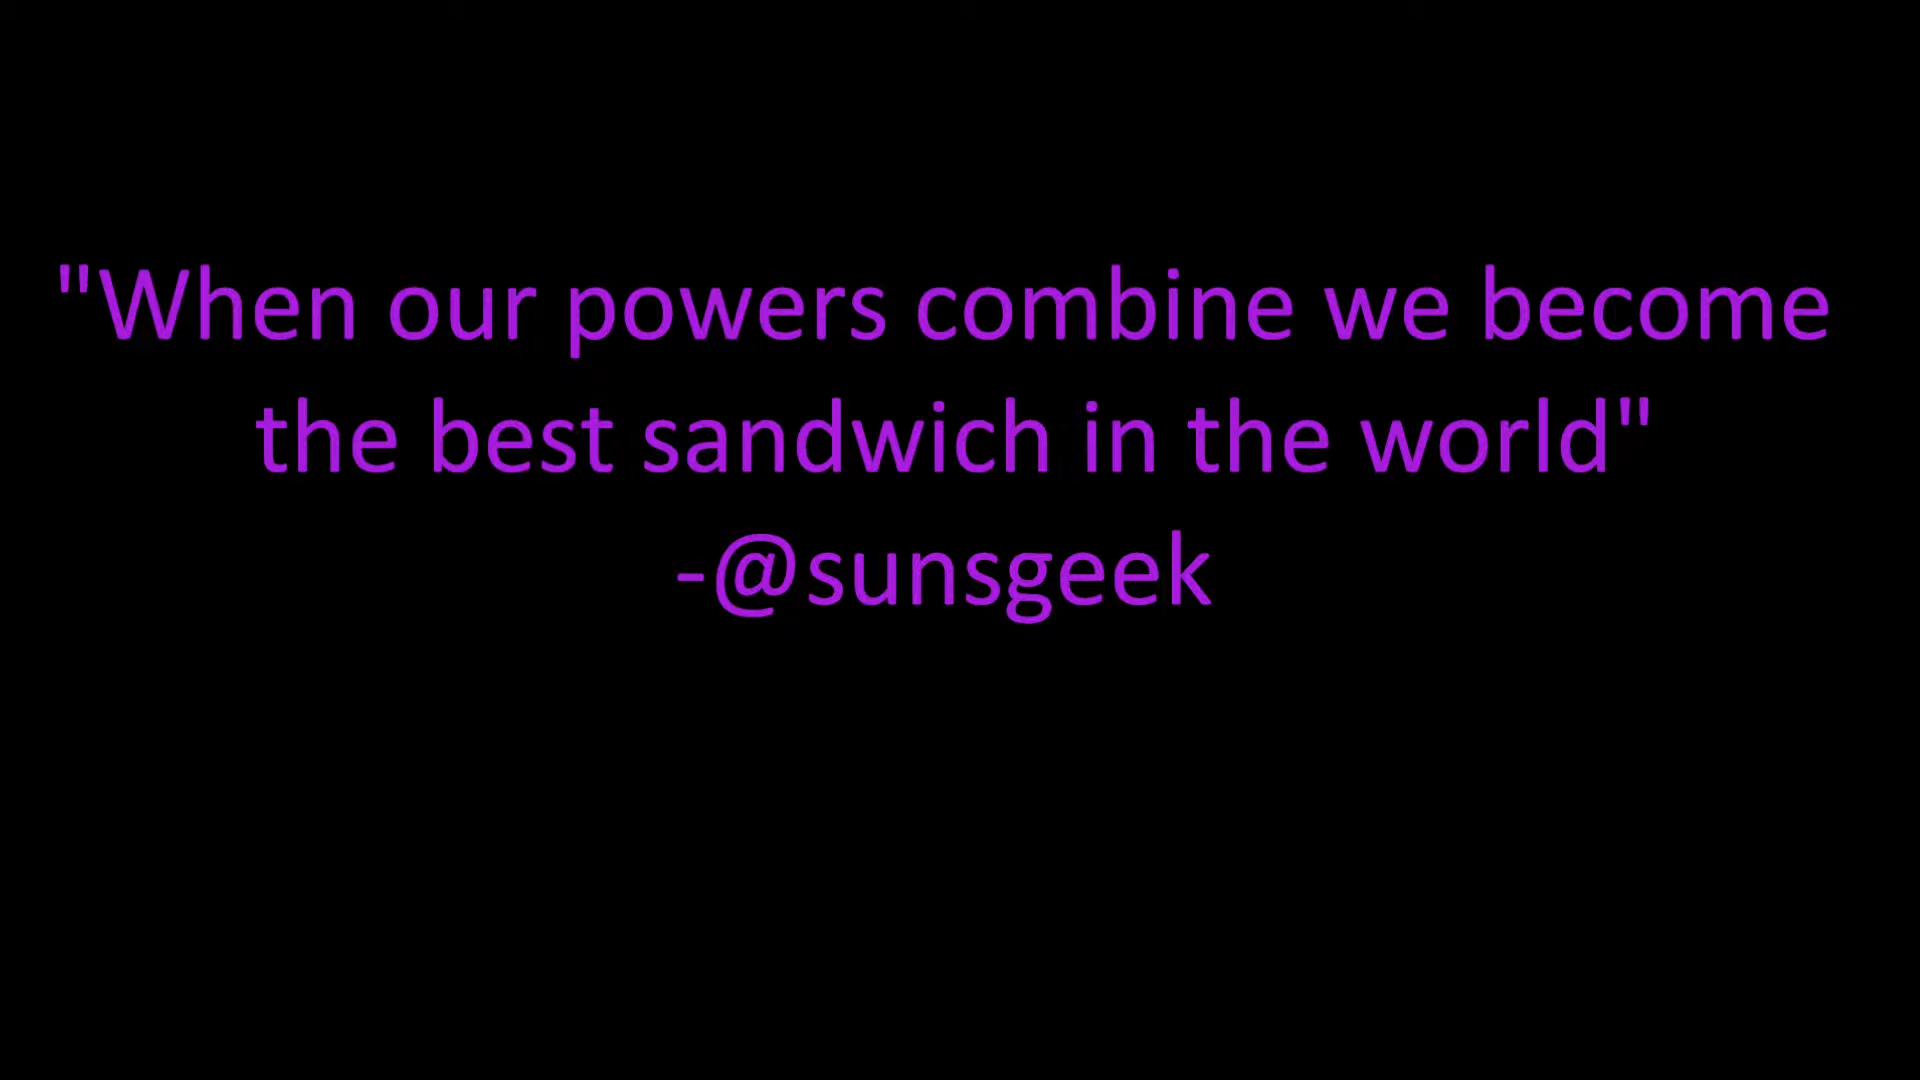 "When our powers combine we become
the best sandwich in the world"
-@sunsgeek